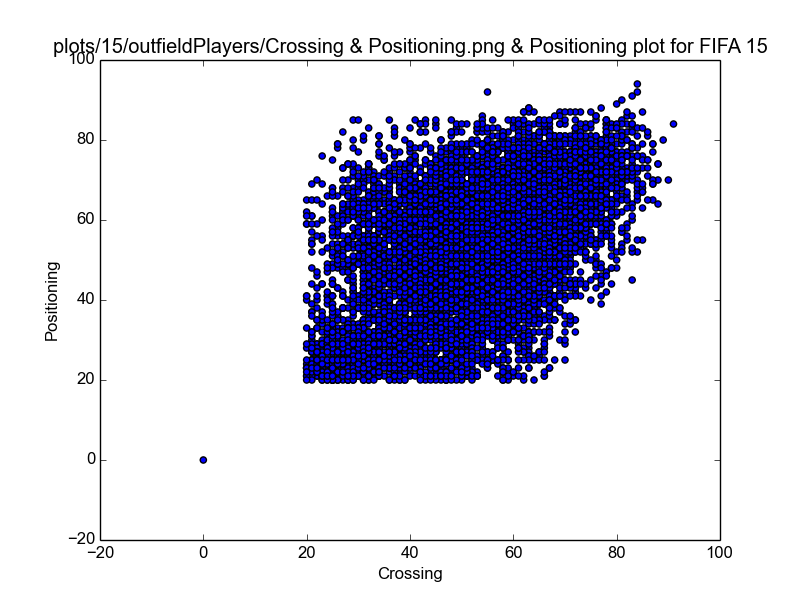 plots/15/outfieldPlayers/Crossing & Positioning.png & Positioning plot for FIFA 15
100
80
60
40
20
0
−20
Positioning
−20 0 20 40 60 80 100
Crossing